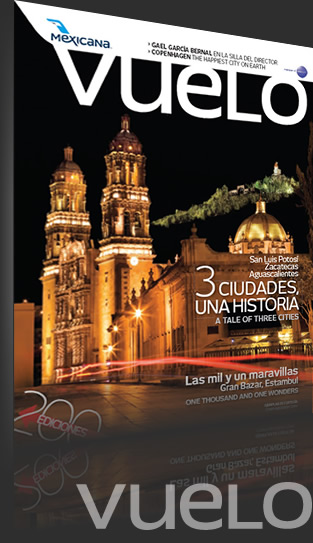 MEXICANA
› GAEL GARCÍA BERNAL EN LA SILLA DEL DIRECTOR
› COPENHAGEN THE HAPPIEST CITY ON EARTH
VUELO
San Luis Potosí
Zacatecas
Aguascalientes
3 CIUDADES,
UNA HISTORIA
A TALE OF THREE CITIES
Las mil y un maravillas
Gran Bazar, Estambul
ONE THOUSAND AND ONE WONDERS
200
EDICIONES
VUELO